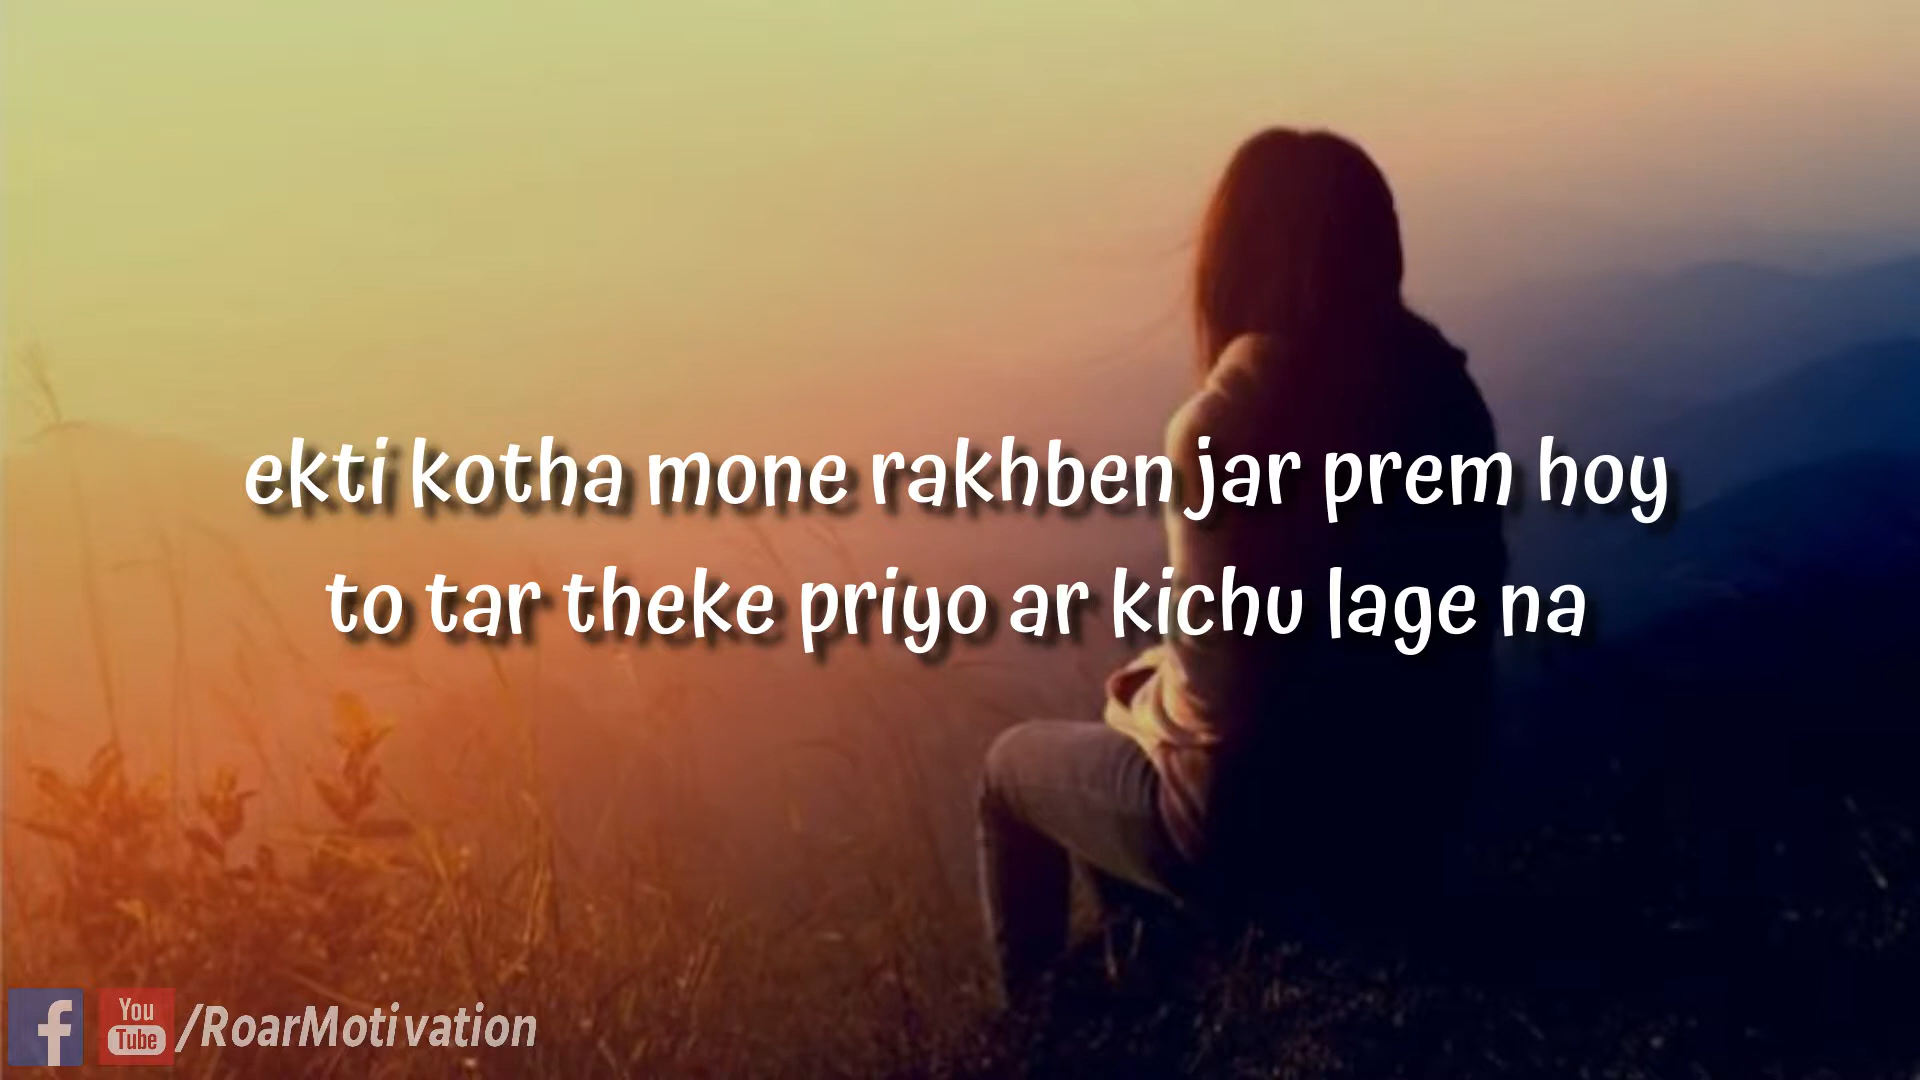 ekti kotha mone rakhben jar prem hoy
to tar theke priyo ar kichu lage na
f You Tube /RoarMotivation